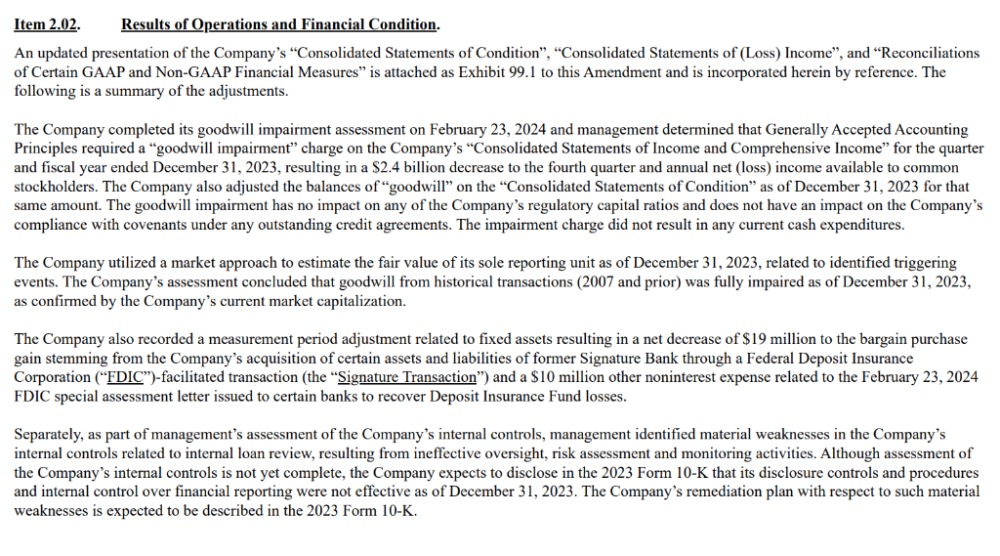 Item 2.02. Results of Operations and Financial Condition.
An updated presentation of the Company's “Consolidated Statements of Condition”, “Consolidated Statements of (Loss) Income”, and “Reconciliations
of Certain GAAP and Non-GAAP Financial Measures” is attached as Exhibit 99.1 to this Amendment and is incorporated herein by reference. The
following is a summary of the adjustments.
The Company completed its goodwill impairment assessment on February 23, 2024 and management determined that Generally Accepted Accounting
Principles required a “goodwill impairment” charge on the Company's “Consolidated Statements of Income and Comprehensive Income” for the quarter
and fiscal year ended December 31, 2023, resulting in a $2.4 billion decrease to the fourth quarter and annual net (loss) income available to common
stockholders. The Company also adjusted the balances of “goodwill” on the “Consolidated Statements of Condition” as of December 31, 2023 for that
same amount. The goodwill impairment has no impact on any of the Company's regulatory capital ratios and does not have an impact on the Company's
compliance with covenants under any outstanding credit agreements. The impairment charge did not result in any current cash expenditures.
The Company utilized a market approach to estimate the fair value of its sole reporting unit as of December 31, 2023, related to identified triggering
events. The Company's assessment concluded that goodwill from historical transactions (2007 and prior) was fully impaired as of December 31, 2023,
as confirmed by the Company's current market capitalization.
The Company also recorded a measurement period adjustment related to fixed assets resulting in a net decrease of $19 million to the bargain purchase
gain stemming from the Company's acquisition of certain assets and liabilities of former Signature Bank through a Federal Deposit Insurance
Corporation (“FDIC”)-facilitated transaction (the “Signature Transaction”) and a $10 million other noninterest expense related to the February 23, 2024
FDIC special assessment letter issued to certain banks to recover Deposit Insurance Fund losses.
Separately, as part of management's assessment of the Company's internal controls, management identified material weaknesses in the Company's
internal controls related to internal loan review, resulting from ineffective oversight, risk assessment and monitoring activities. Although assessment of
the Company's internal controls is not yet complete, the Company expects to disclose in the 2023 Form 10-K that its disclosure controls and procedures
and internal control over financial reporting were not effective as of December 31, 2023. The Company's remediation plan with respect to such material
weaknesses is expected to be described in the 2023 Form 10-K.